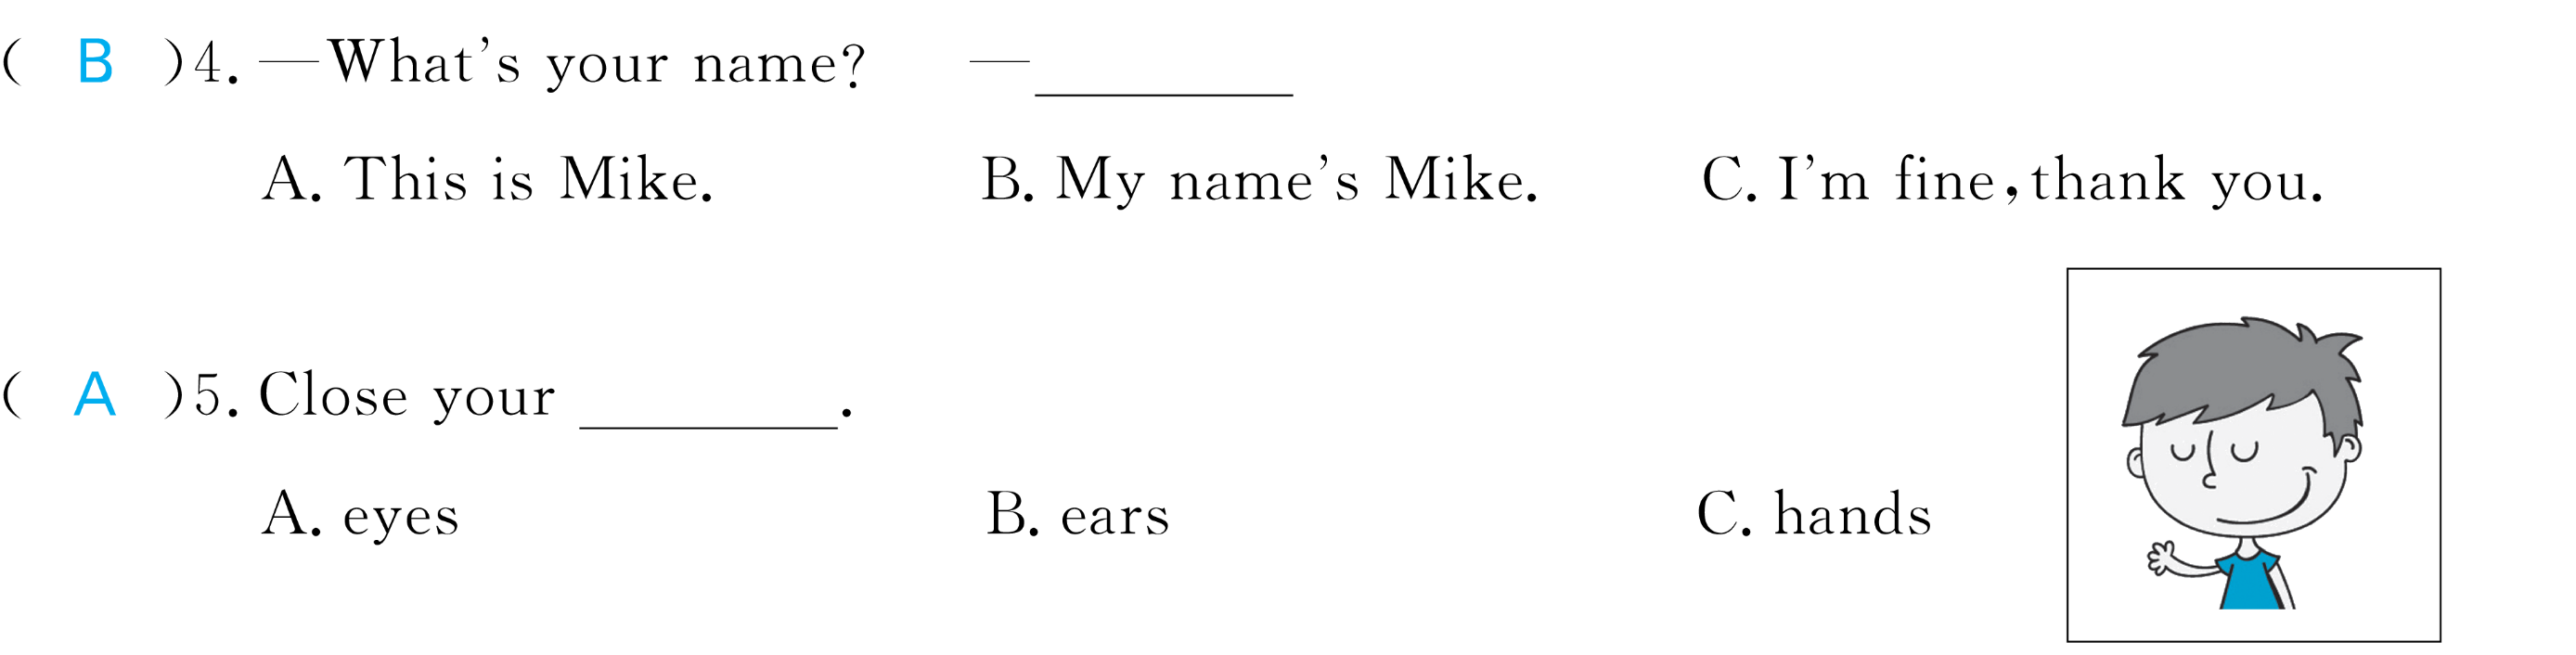 ( B )4. —What's your name? —________
A. This is Mike. B. My name's Mike. C. I'm fine,thank you.
( A )5. Close your ________.
A. eyes B. ears C. hands